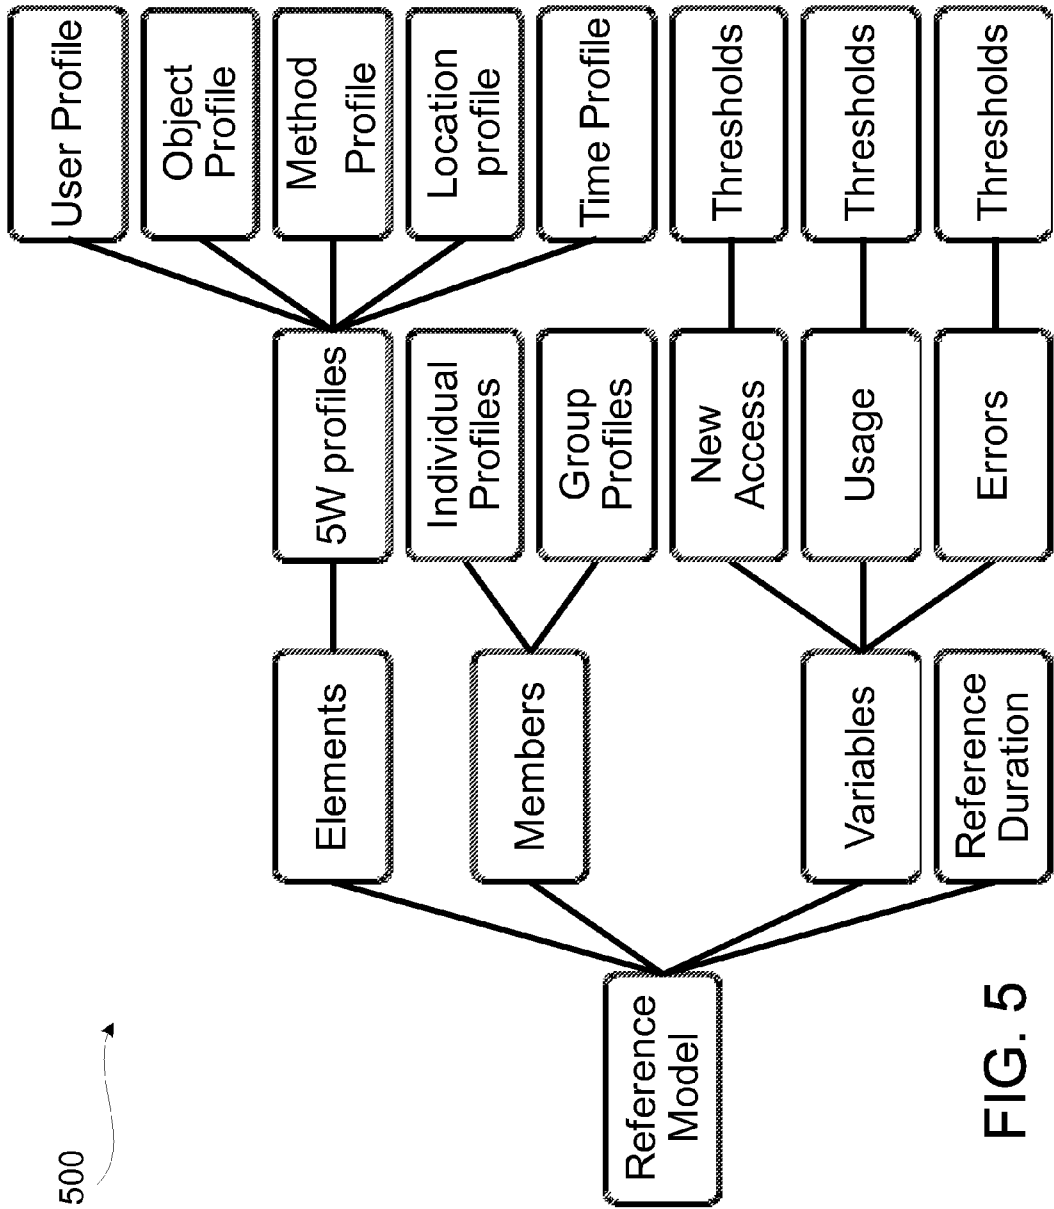 500
Reference
Model
Elements
Members
Variables
Reference
Duration
5W profiles
Individual
Profiles
Group
Profiles
New
Access
Usage
Errors
User Profile
Object
Profile
Method
Profile
Location
profile
Time Profile
Thresholds
Thresholds
Thresholds
FIG. 5